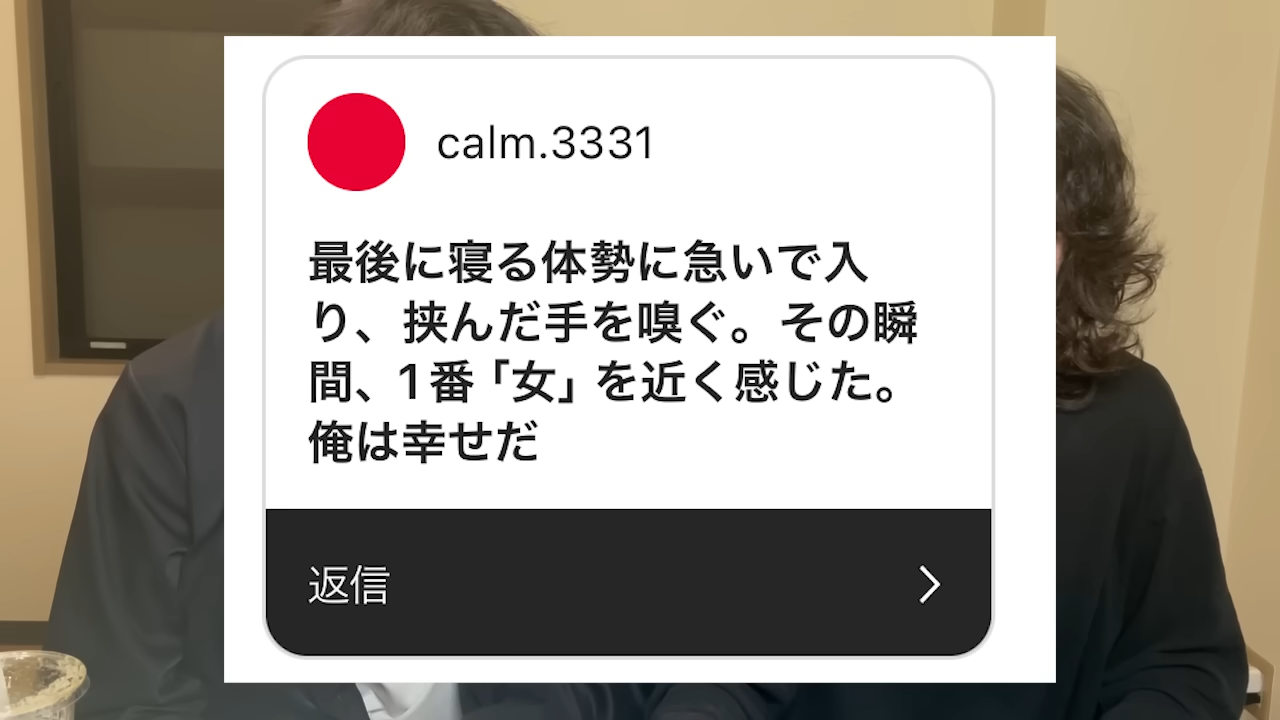 calm.3331
最後に寝る体勢に急いで入
り、挟んだ手を嗅ぐ。その瞬
間、1番「女」を近く感じた。
俺は幸せだ
返信